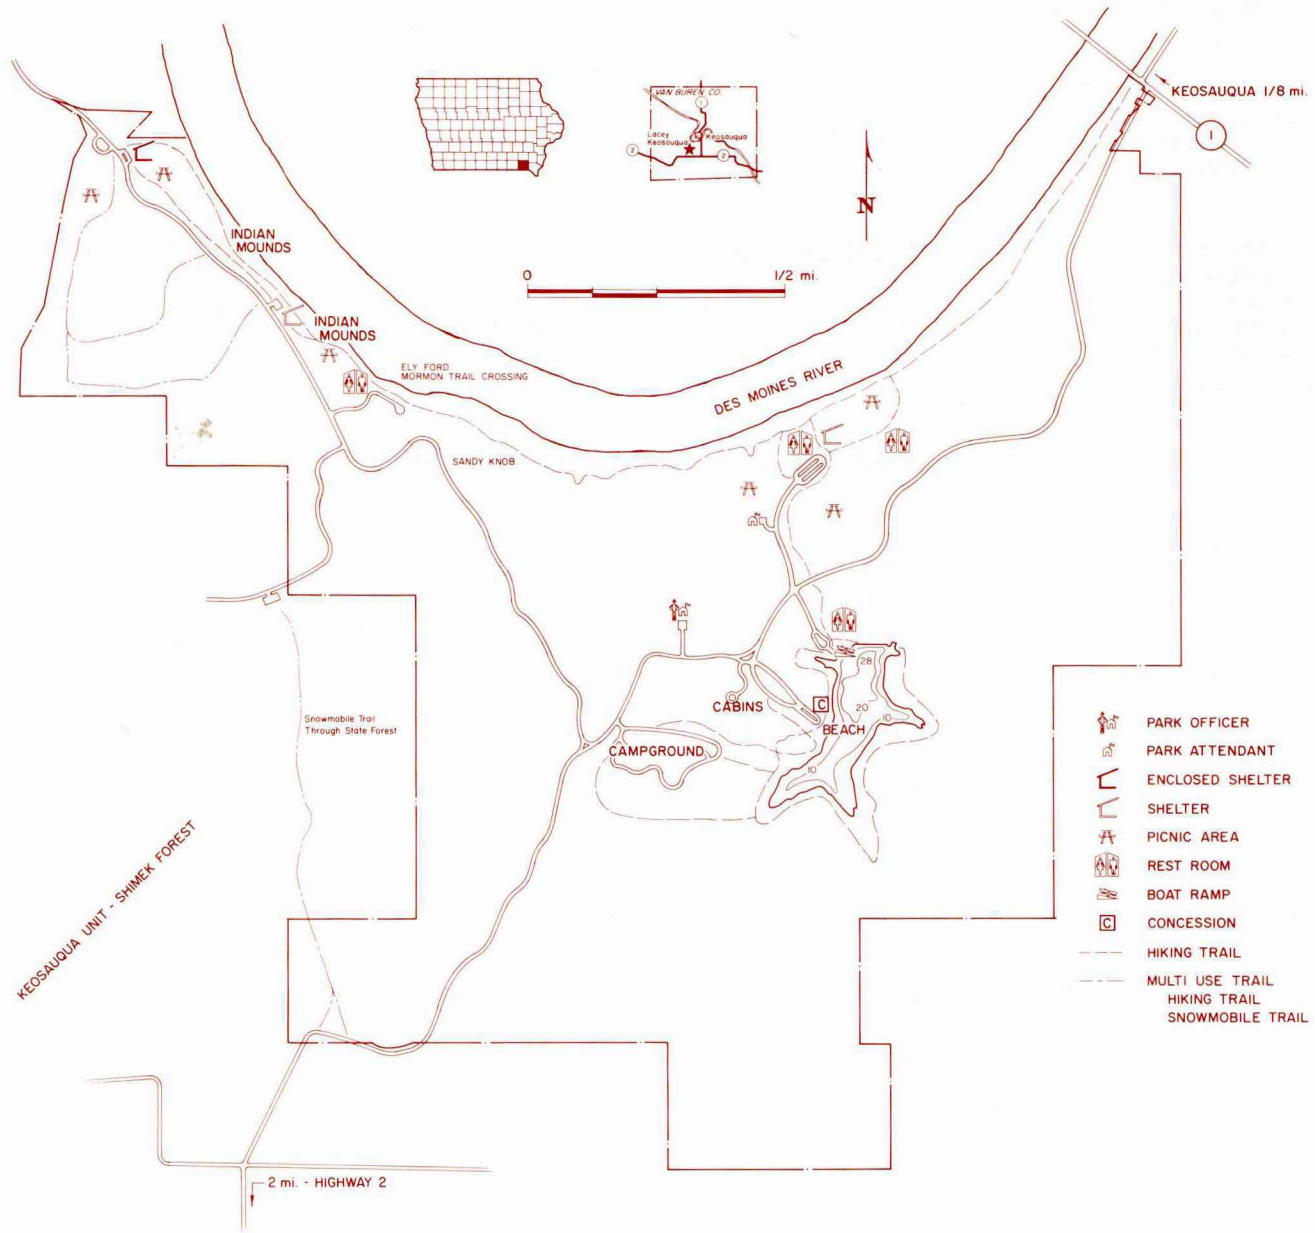 KEOSAUQUA 1/8 mi.
1
VAN BUREN CO.
1
Lacey
Keosauqua
Keosauqua
2
2
N
0
1/2 mi.
INDIAN
MOUNDS
INDIAN
MOUNDS
ELY FORD
MORMON TRAIL CROSSING
DES MOINES RIVER
SANDY KNOB
28
20
10
10
CABINS
C
BEACH
CAMPGROUND
Snowmobile Trail
Through State Forest
KEOSAUQUA UNIT - SHIMEK FOREST
2 mi. - HIGHWAY 2
PARK OFFICER
PARK ATTENDANT
ENCLOSED SHELTER
SHELTER
PICNIC AREA
REST ROOM
BOAT RAMP
C CONCESSION
HIKING TRAIL
MULTI USE TRAIL
HIKING TRAIL
SNOWMOBILE TRAIL